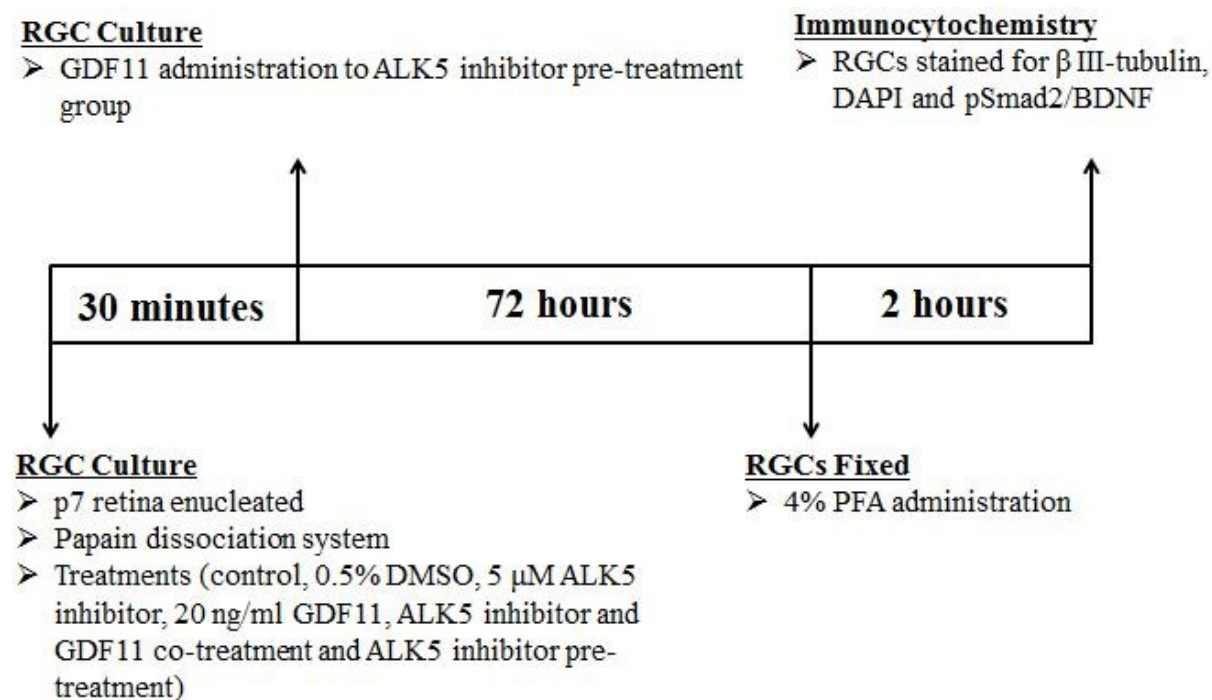 RGC Culture
➢ GDF11 administration to ALK5 inhibitor pre-treatment
group
Immunocytochemistry
➢ RGCs stained for β III-tubulin,
DAPI and pSmad2/BDNF
30 minutes
72 hours
2 hours
RGC Culture
➢ p7 retina enucleated
➢ Papain dissociation system
➢ Treatments (control, 0.5% DMSO, 5 μM ALK5
inhibitor, 20 ng/ml GDF11, ALK5 inhibitor and
GDF11 co-treatment and ALK5 inhibitor pre-
treatment)
RGCs Fixed
➢ 4% PFA administration